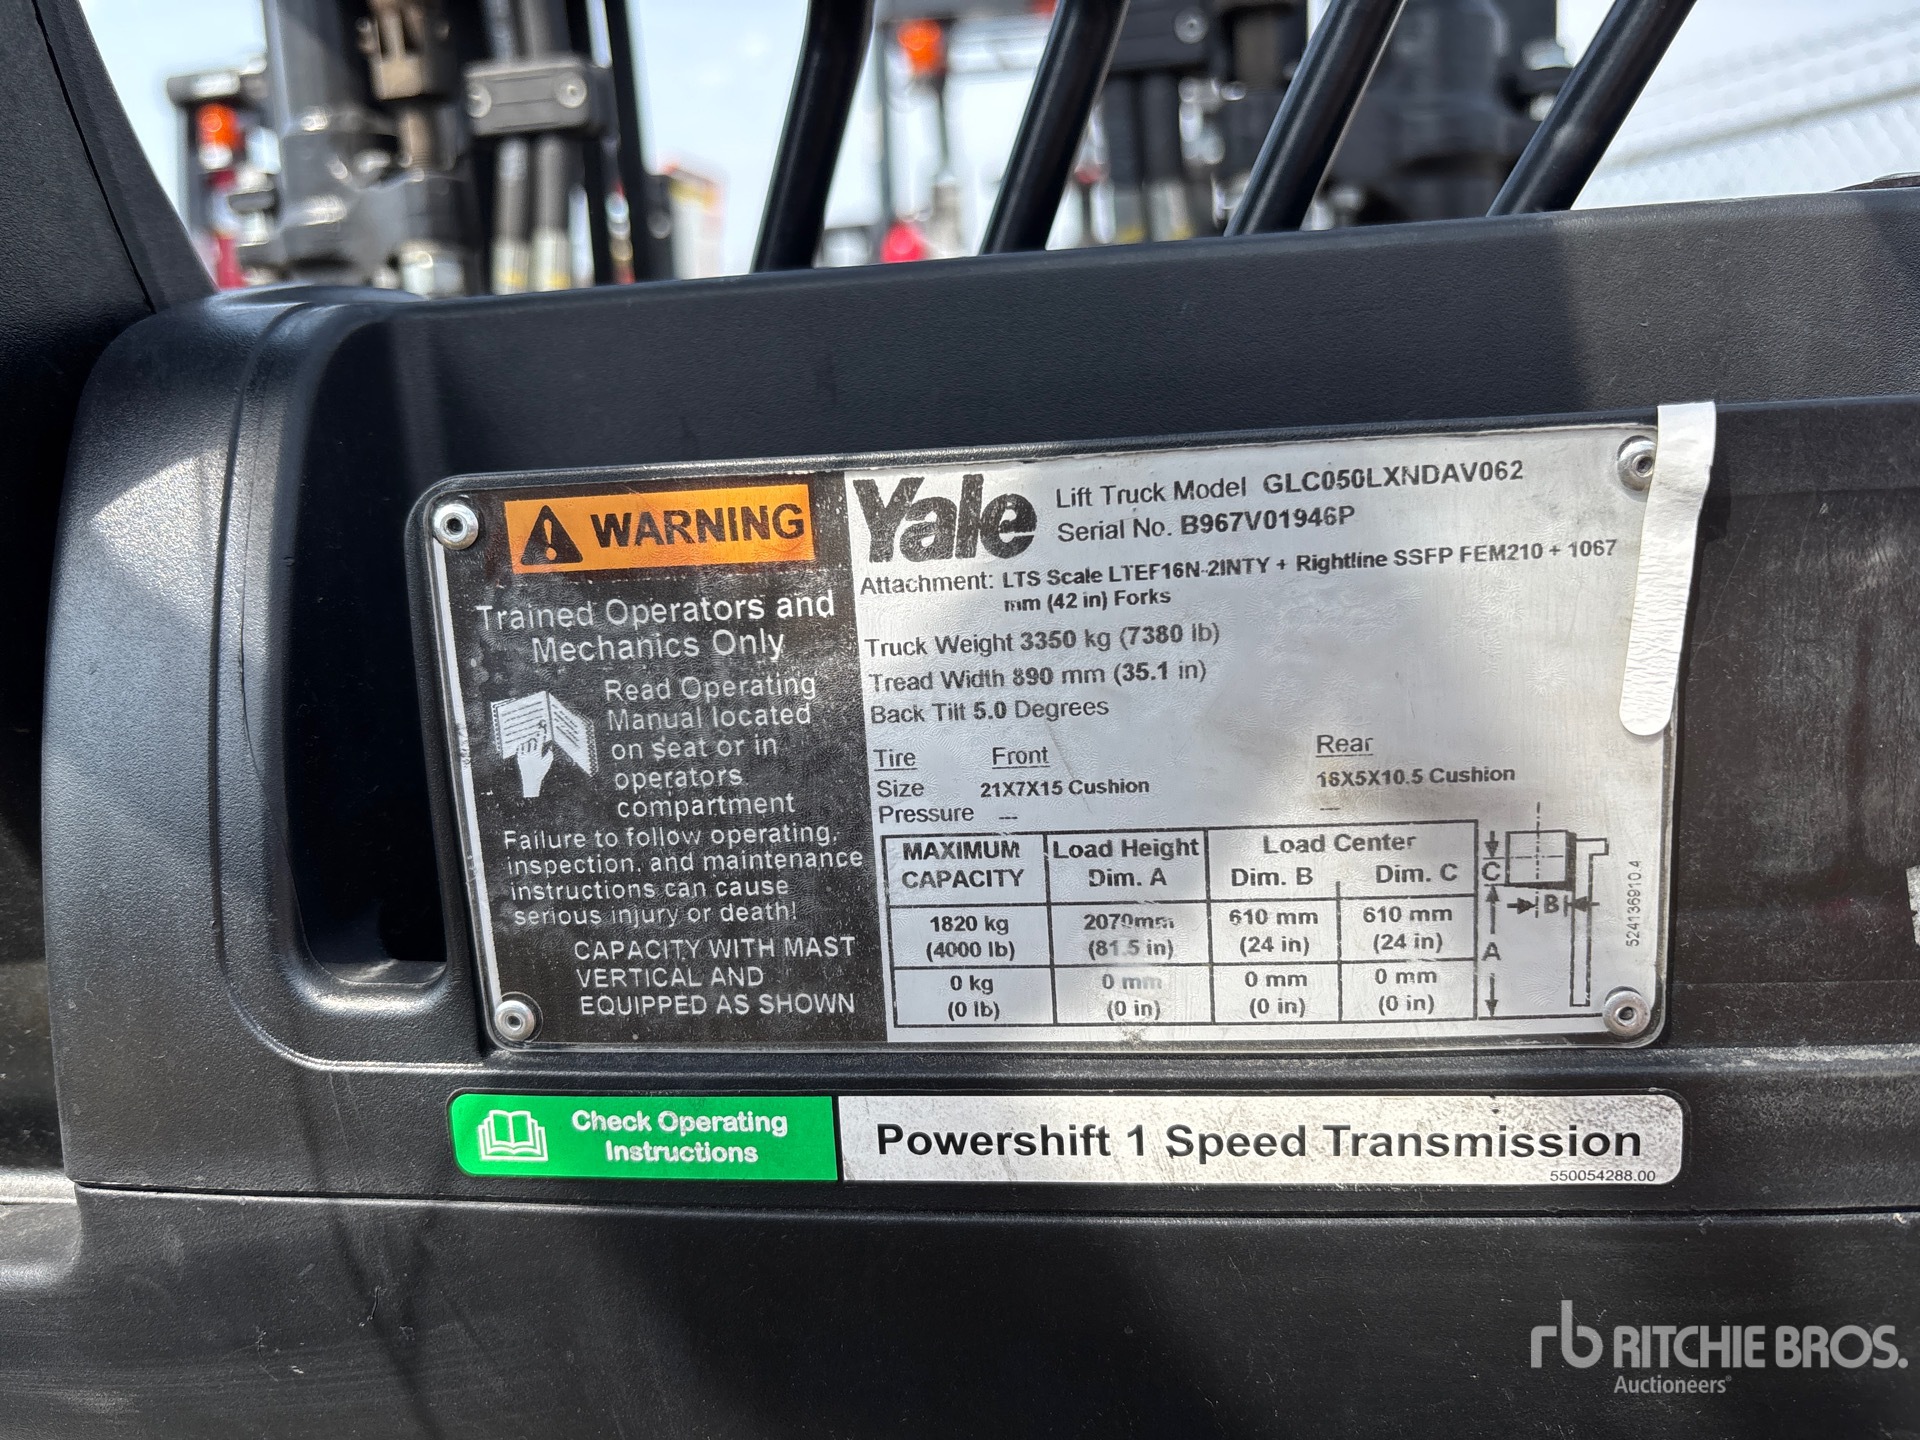 WARNING
Trained Operators and
Mechanics Only
Read Operating
Manual located
on seat or in
operators
compartment
Failure to follow operating,
inspection, and maintenance
instructions can cause
serious injury or death!
CAPACITY WITH MAST
VERTICAL AND
EQUIPPED AS SHOWN
Yale
Lift Truck Model GLC050LXNDAV062
Serial No. B967V01946P
Attachment: LTS Scale LTEF16N-2INTY + Rightline SSFP FEM210 + 1067
mm (42 in) Forks
Truck Weight 3350 kg (7380 lb)
Tread Width 890 mm (35.1 in)
Back Tilt 5.0 Degrees
Tire Front Rear
Size 21X7X15 Cushion 16X5X10.5 Cushion
Pressure --- ---
MAXIMUM CAPACITY Load Height Dim. A Load Center
Dim. B Dim. C
1820 kg 2070mm 610 mm 610 mm
(4000 lb) (81.5 in) (24 in) (24 in)
0 kg 0 mm 0 mm 0 mm
(0 lb) (0 in) (0 in) (0 in)
C
B
A
524136910.4
Check Operating
Instructions
Powershift 1 Speed Transmission
550054288.00
rb RITCHIE BROS.
Auctioneers